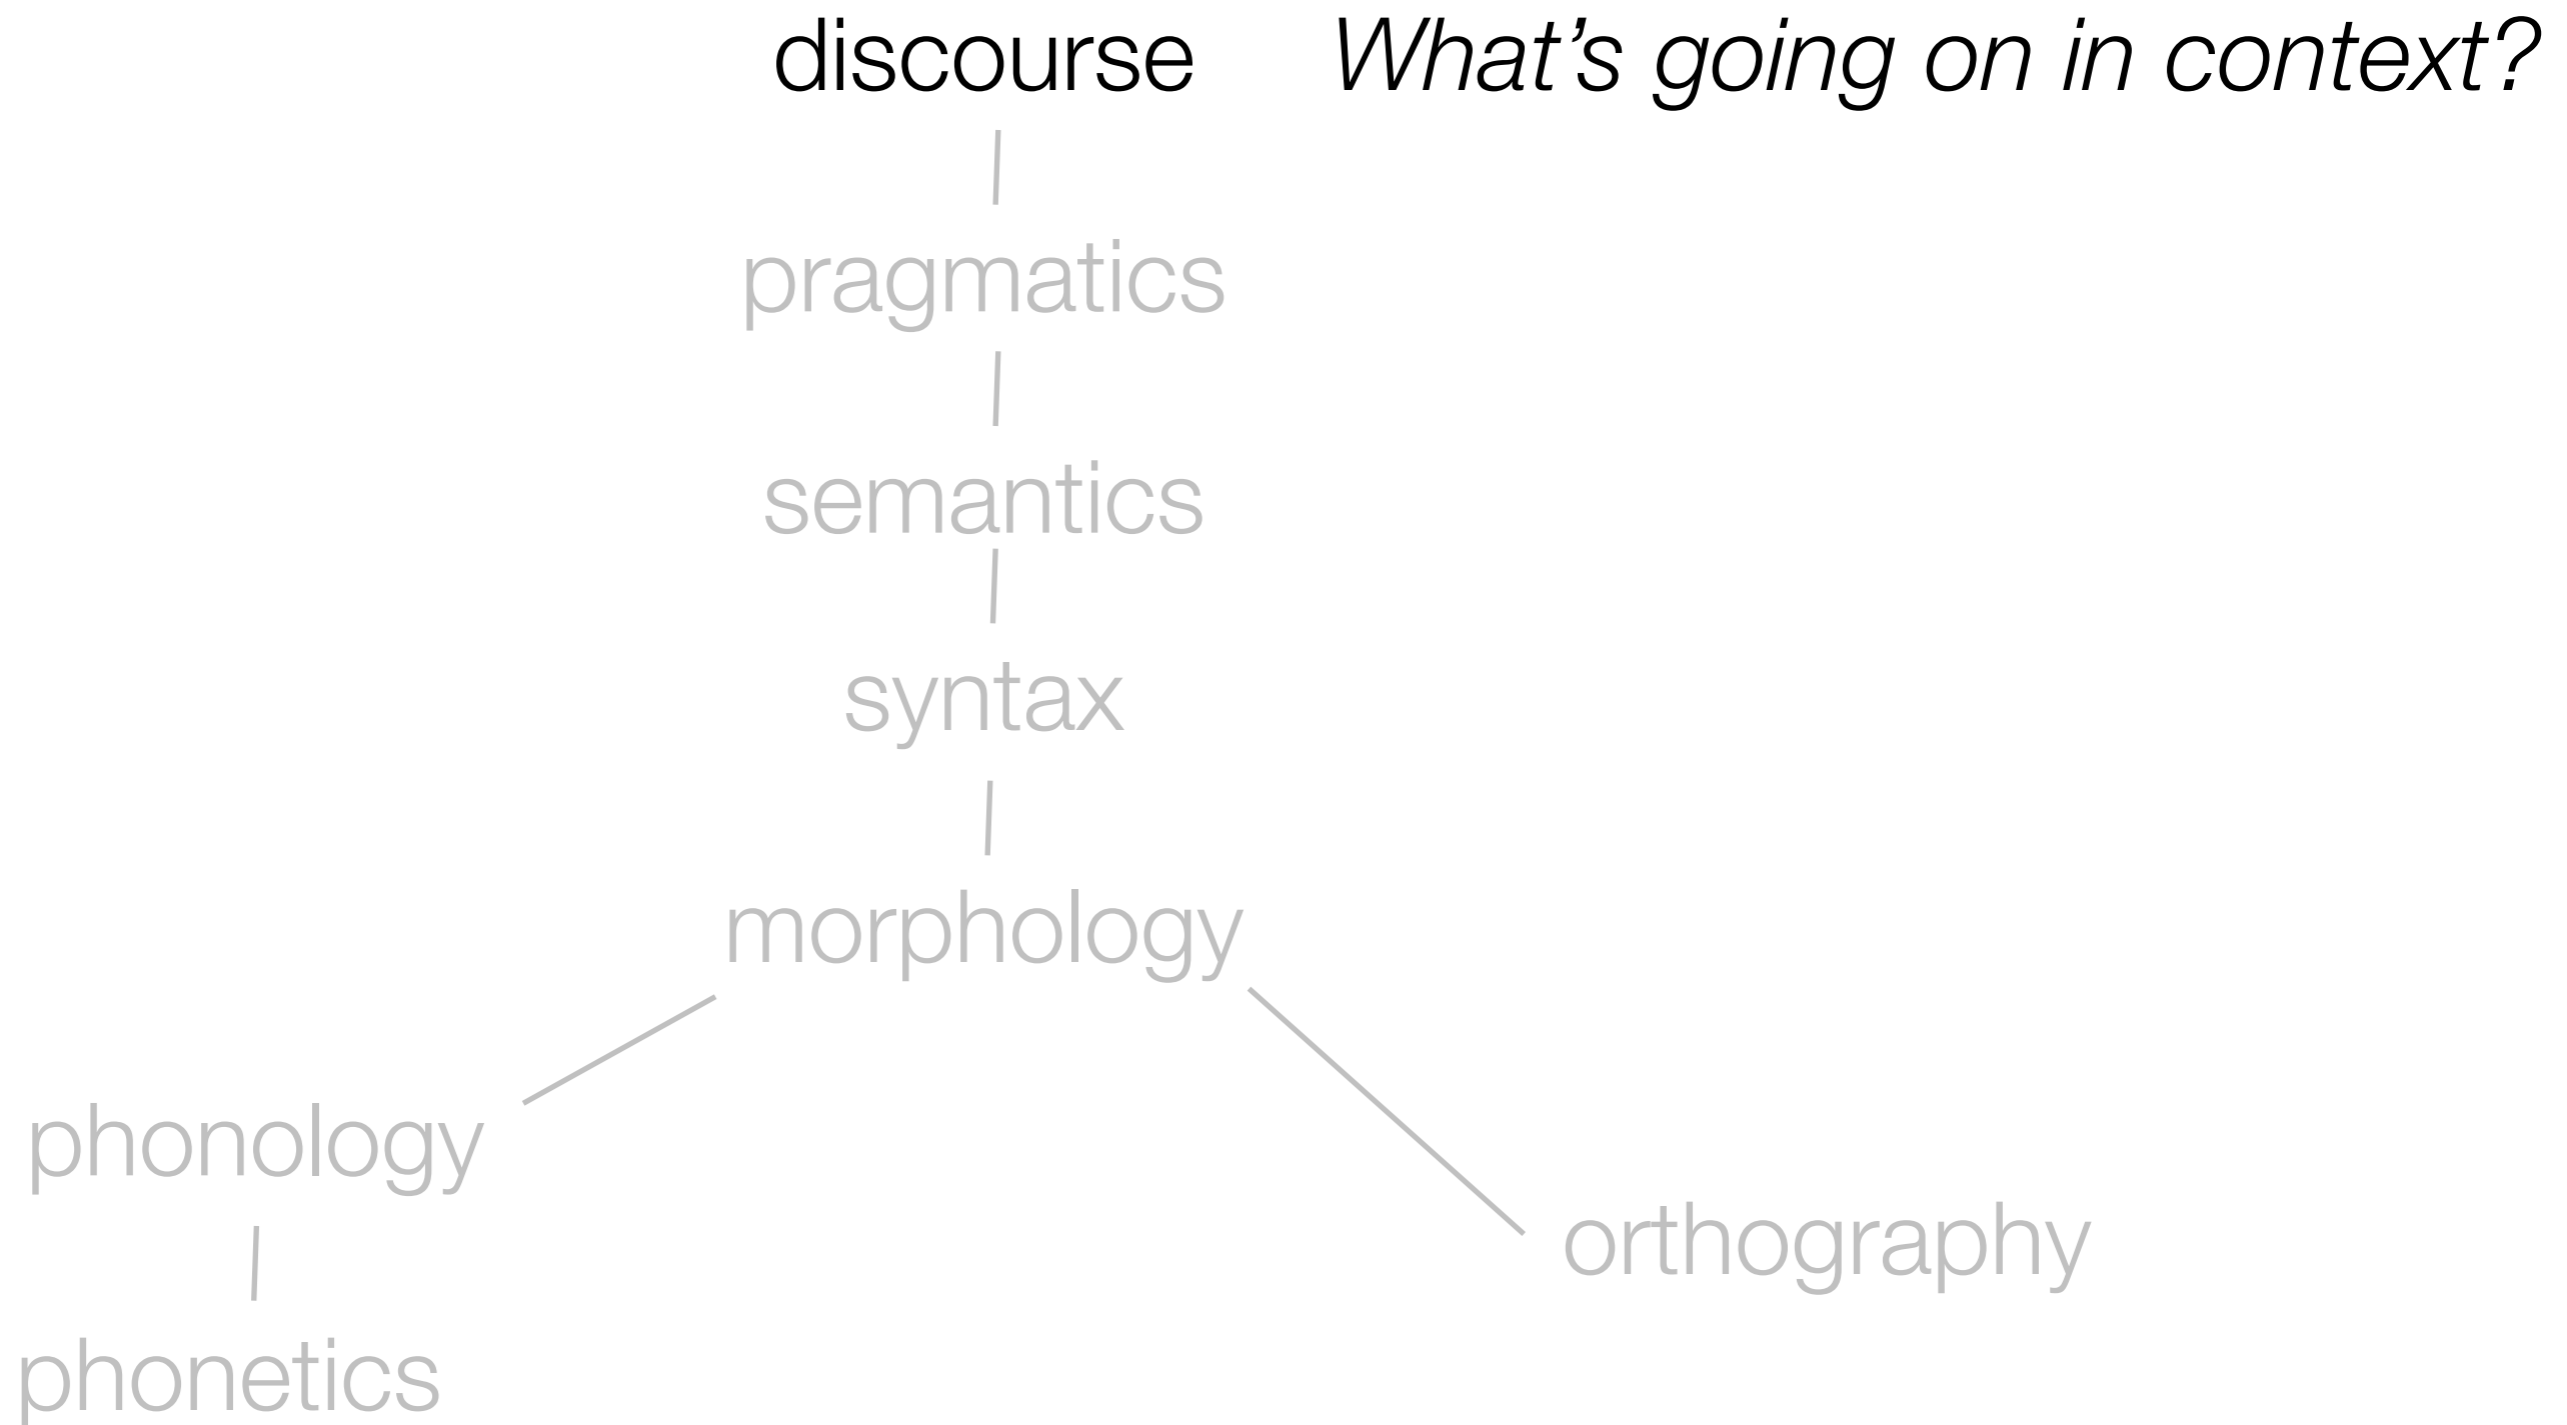 discourse What’s going on in context?
pragmatics
semantics
syntax
morphology
phonology
orthography
phonetics